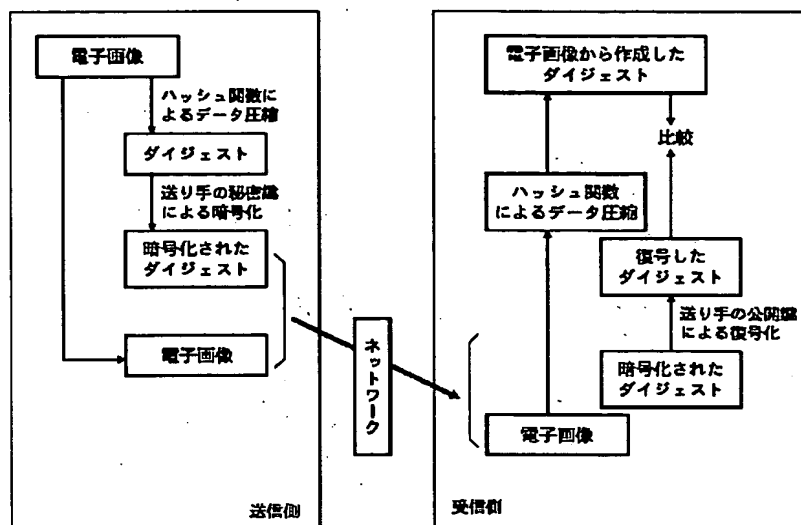 電子画像
ハッシュ関数に
よるデータ圧縮
ダイジェスト
送り手の秘密鍵
による暗号化
暗号化された
ダイジェスト
電子画像
送信側
ネットワーク
電子画像から作成した
ダイジェスト
比較
ハッシュ関数
によるデータ圧縮
復号した
ダイジェスト
送り手の公開鍵
による復号化
暗号化された
ダイジェスト
電子画像
受信側